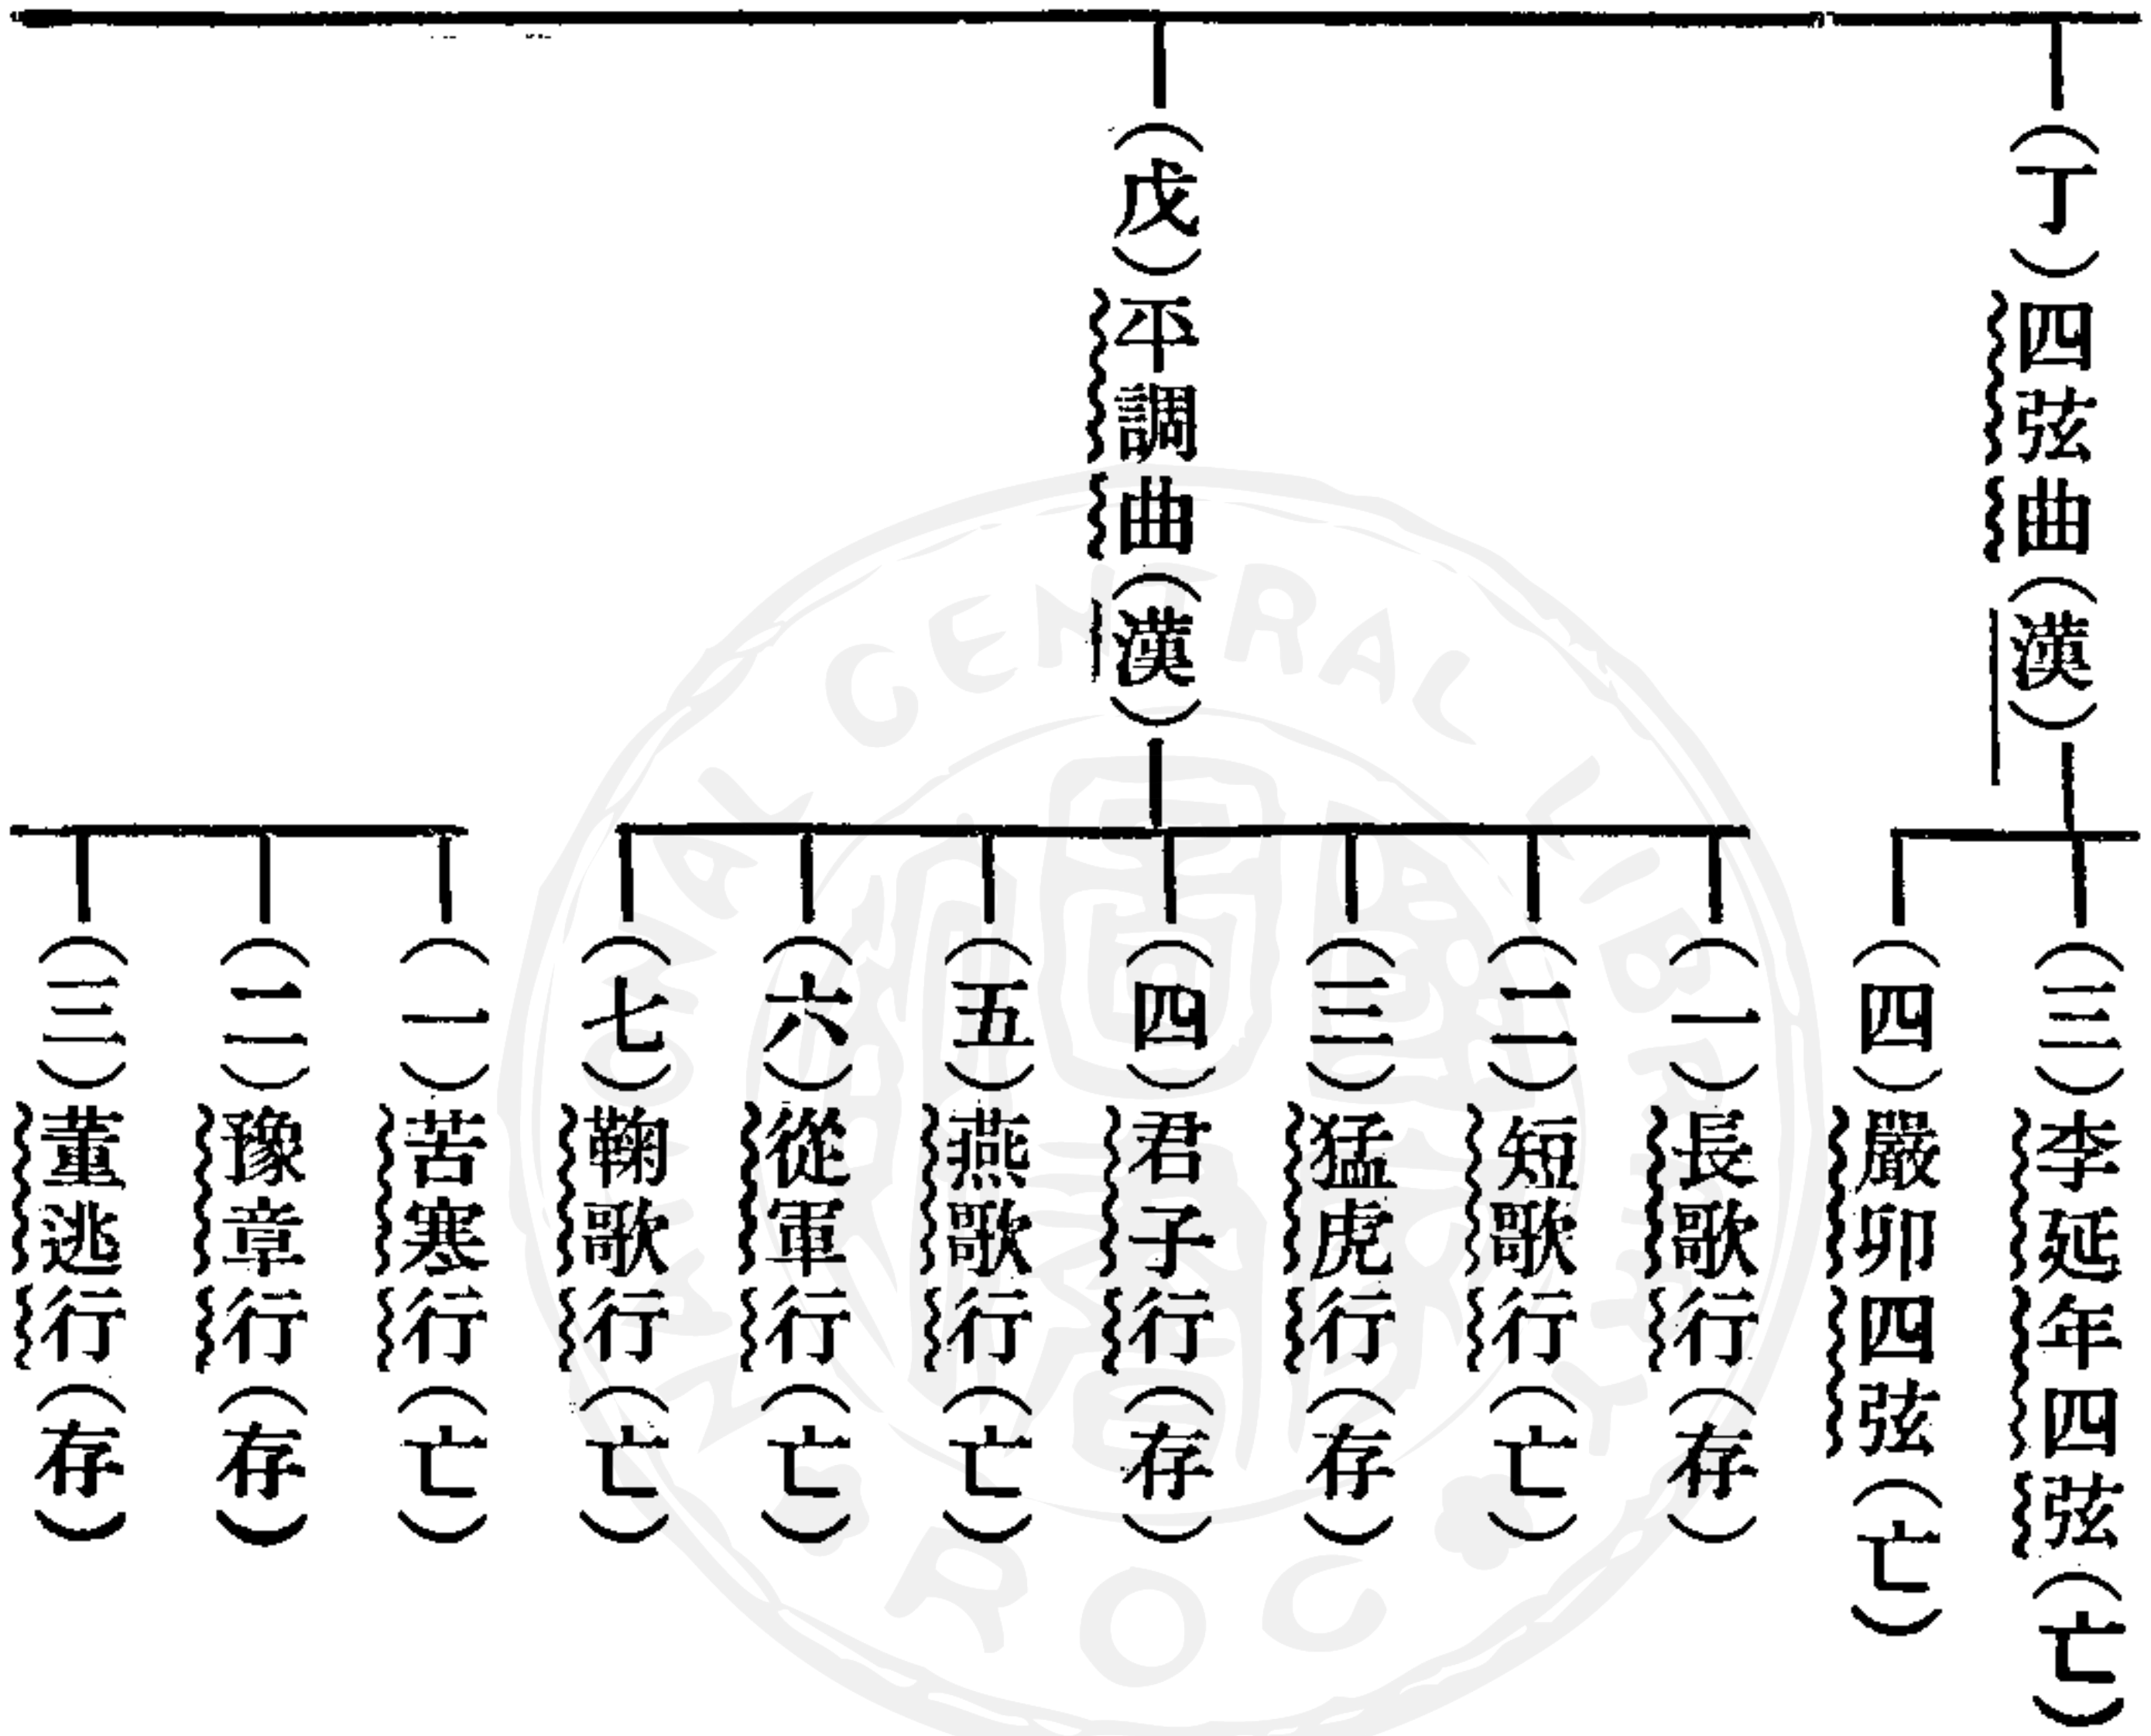 （丁）四弦曲（漢）
（三）李延年四弦（亡）
（四）嚴卯四弦（亡）
（戊）平調曲（漢）
（一）長歌行（存）
（二）短歌行（亡）
（三）猛虎行（存）
（四）君子行（存）
（五）燕歌行（亡）
（六）從軍行（亡）
（七）鞠歌行（亡）
（一）苦寒行（亡）
（二）豫章行（存）
（三）董逃行（存）
NATIONAL CENTRAL LIBRARY
R O C